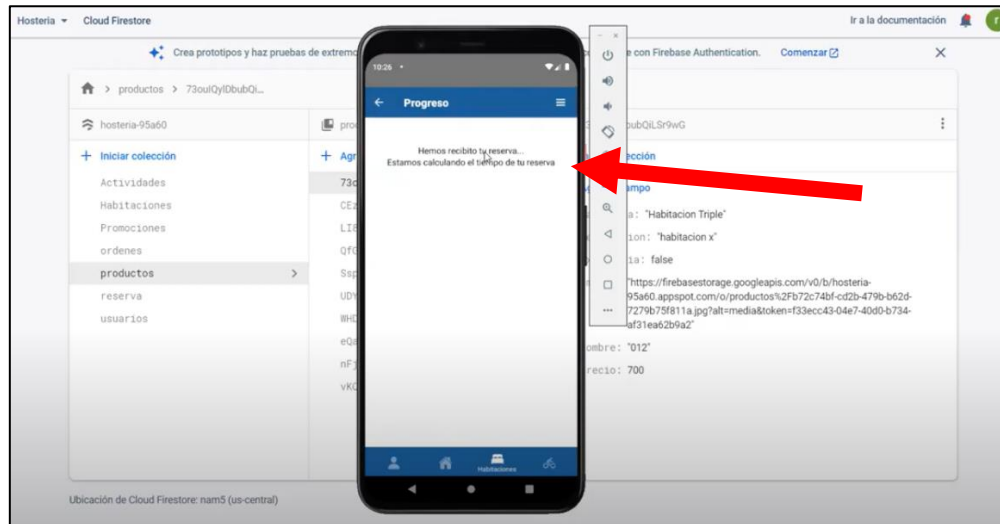 Hosteria
Cloud Firestore
Ir a la documentación
Crea prototipos y haz pruebas de
con Firebase Authentication.
Comenzar
productos
73oulQylDbubQi...
hosteria-95a60
Iniciar colección
Actividades
Habitaciones
Promociones
ordenes
productos
reserva
usuarios
10:26
Progreso
Hemos recibito tu reserva...
Estamos calculando el tiempo de tu reserva
Habitaciones
"Habitacion Triple"
"habitacion x"
false
"https://firebasestorage.googleapis.com/v0/b/hosteria-
95a60.appspot.com/o/productos%2Fb72c74bf-cd2b-479b-b62d-
7279b75f811a.jpg?alt=media&token=f33ecc43-04e7-40d0-b734-
af31ea62b9a2"
ombre: "012"
recio: 700
Ubicación de Cloud Firestore: nam5 (us-central)